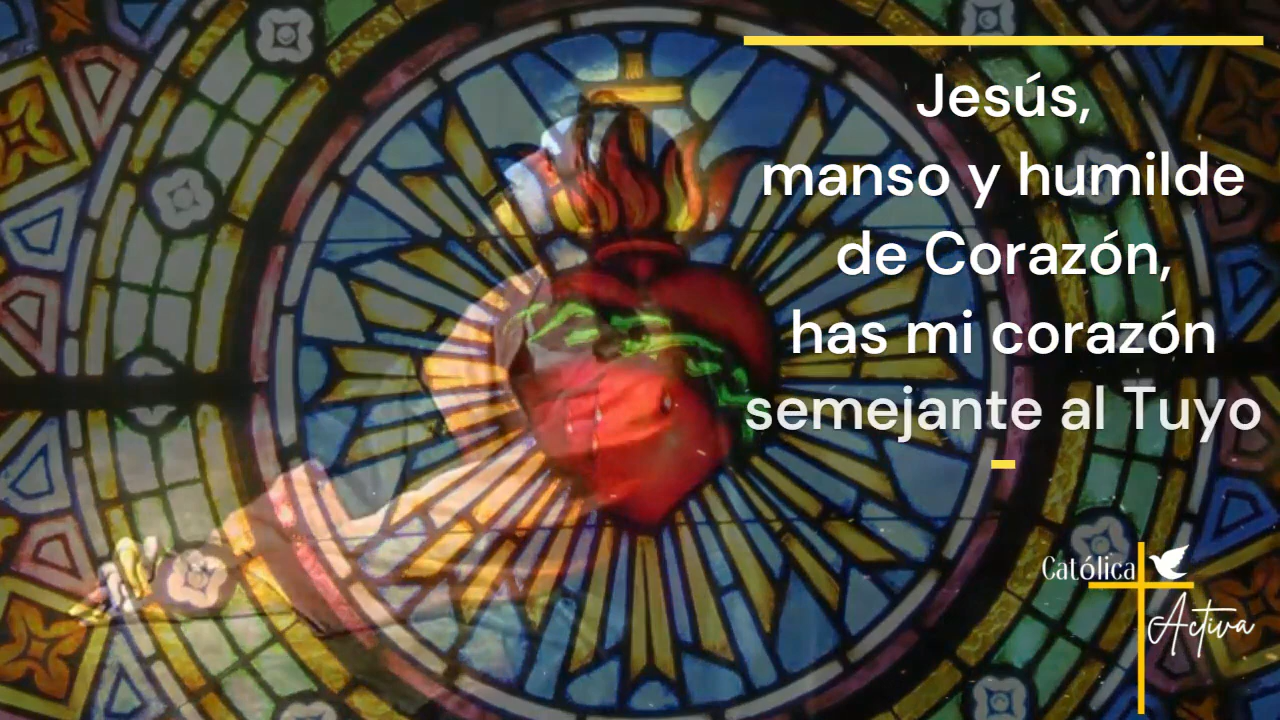 Jesús,
manso y humilde
de Corazón,
has mi corazón
semejante al Tuyo
Católica
Activa